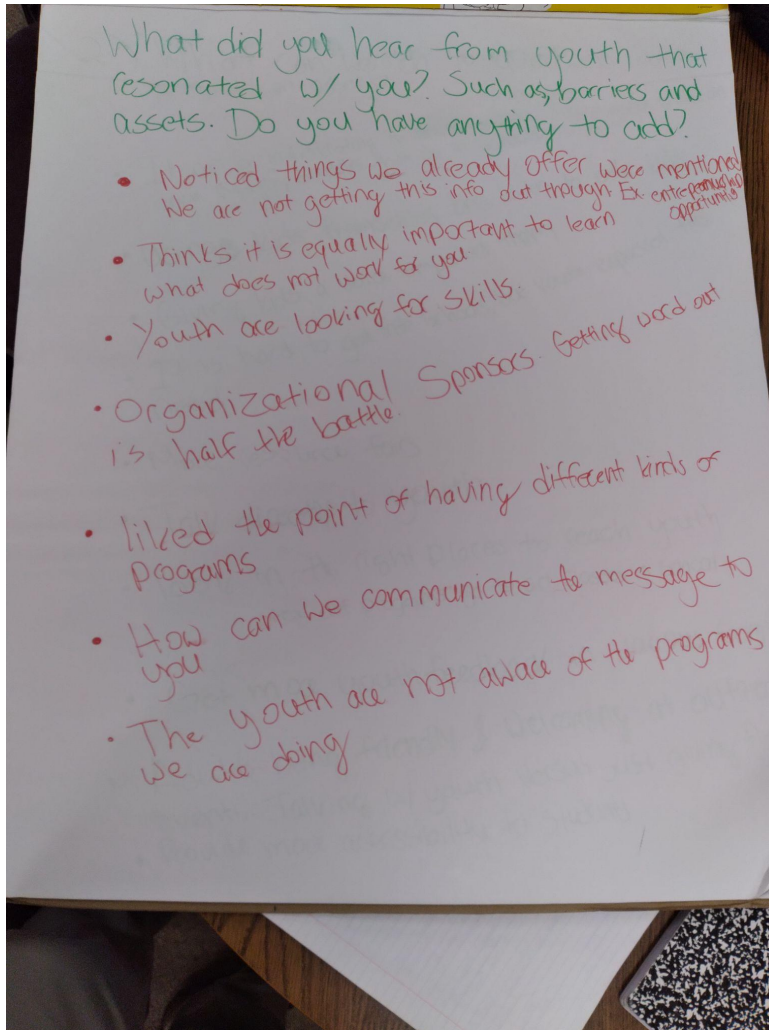 What did you hear from youth that
resonated w/ you? Such as, barriers and
assets. Do you have anything to add?
• Noticed things we already offer were mentioned
We are not getting this info out though Ex. entrepreneurship
opportunities
• Thinks it is equally important to learn
what does not work for you.
• Youth are looking for skills.
• Organizational Sponsors. Getting word out
is half the battle.
• liked the point of having different kinds of
programs
• How can we communicate the message to
you
• The youth are not aware of the programs
we are doing